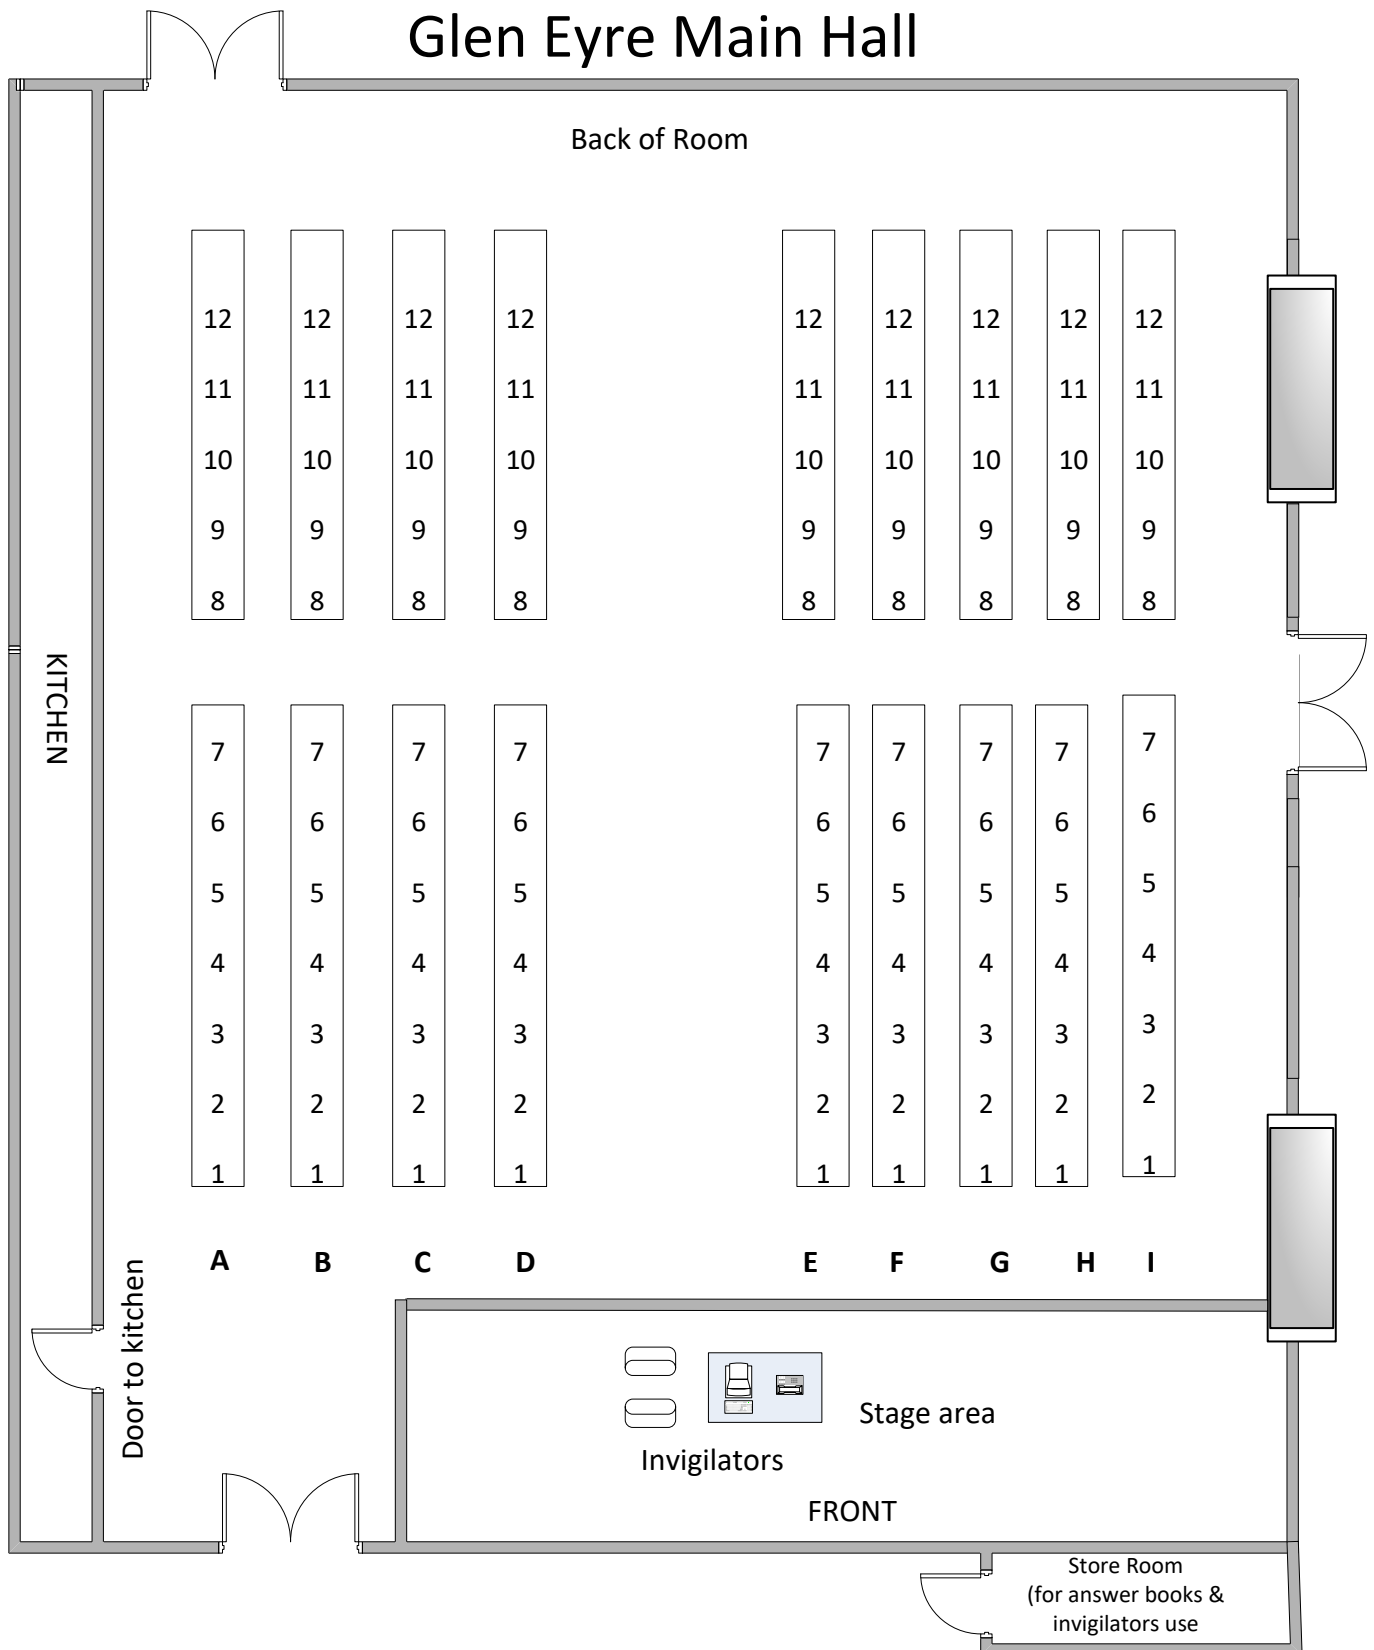 Glen Eyre Main Hall
Back of Room
12 12 12 12 12 12 12 12 12
11 11 11 11 11 11 11 11 11
10 10 10 10 10 10 10 10 10
9 9 9 9 9 9 9 9 9
8 8 8 8 8 8 8 8 8
KITCHEN
7 7 7 7 7 7 7 7 7
6 6 6 6 6 6 6 6 6
5 5 5 5 5 5 5 5 5
4 4 4 4 4 4 4 4 4
3 3 3 3 3 3 3 3 3
2 2 2 2 2 2 2 2 2
1 1 1 1 1 1 1 1 1
A B C D E F G H I
Door to kitchen
Stage area
Invigilators
FRONT
Store Room
(for answer books &
invigilators use